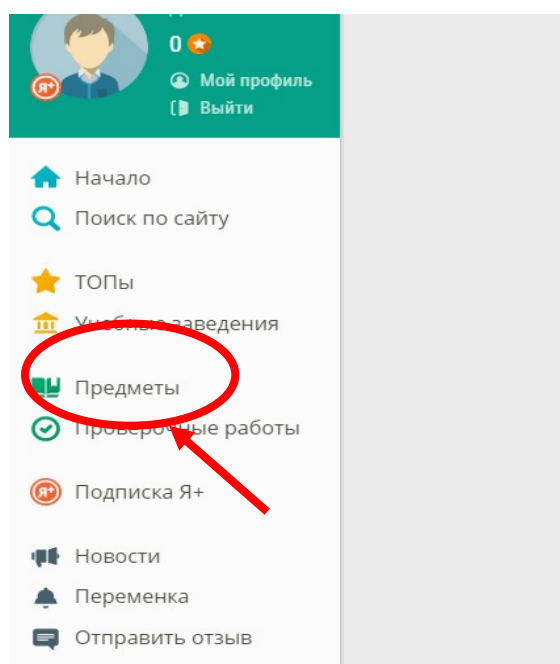 0
Я+
Мой профиль
Выйти
Начало
Поиск по сайту
ТОПы
Учебные заведения
Предметы
Проверочные работы
Я+ Подписка Я+
Новости
Переменка
Отправить отзыв